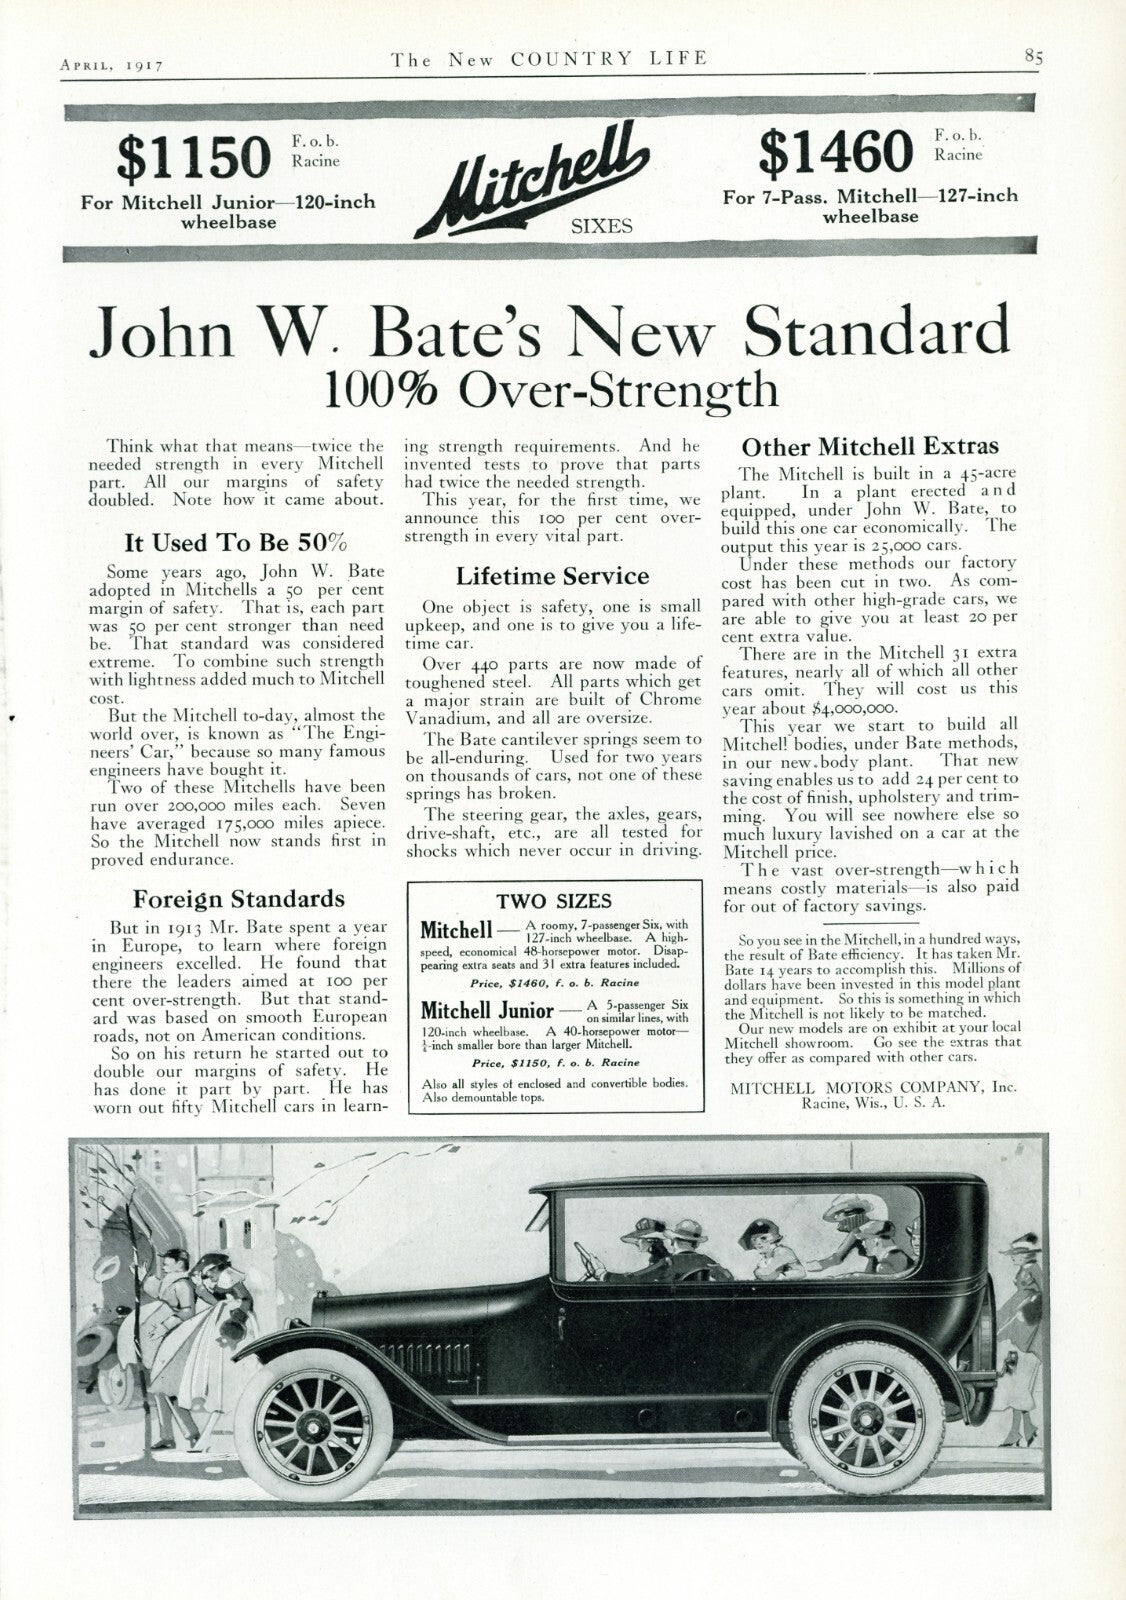 April, 1917
The New COUNTRY LIFE
85
$1150
F. o. b.
Racine
For Mitchell Junior—120-inch
wheelbase
Mitchell
SIXES
$1460
F. o. b.
Racine
For 7-Pass. Mitchell—127-inch
wheelbase
John W. Bate's New Standard
100% Over-Strength
Think what that means—twice the
needed strength in every Mitchell
part. All our margins of safety
doubled. Note how it came about.
It Used To Be 50%
Some years ago, John W. Bate
adopted in Mitchells a 50 per cent
margin of safety. That is, each part
was 50 per cent stronger than need
be. That standard was considered
extreme. To combine such strength
with lightness added much to Mitchell
cost.
But the Mitchell to-day, almost the
world over, is known as "The Engi-
neers' Car," because so many famous
engineers have bought it.
Two of these Mitchells have been
run over 200,000 miles each. Seven
have averaged 175,000 miles apiece.
So the Mitchell now stands first in
proved endurance.
Foreign Standards
But in 1913 Mr. Bate spent a year
in Europe, to learn where foreign
engineers excelled. He found that
there the leaders aimed at 100 per
cent over-strength. But that stand-
ard was based on smooth European
roads, not on American conditions.
So on his return he started out to
double our margins of safety. He
has done it part by part. He has
worn out fifty Mitchell cars in learn-
ing strength requirements. And he
invented tests to prove that parts
had twice the needed strength.
This year, for the first time, we
announce this 100 per cent over-
strength in every vital part.
Lifetime Service
One object is safety, one is small
upkeep, and one is to give you a life-
time car.
Over 440 parts are now made of
toughened steel. All parts which get
a major strain are built of Chrome
Vanadium, and all are oversize.
The Bate cantilever springs seem to
be all-enduring. Used for two years
on thousands of cars, not one of these
springs has broken.
The steering gear, the axles, gears,
drive-shaft, etc., are all tested for
shocks which never occur in driving.
TWO SIZES
Mitchell — A roomy, 7-passenger Six, with
127-inch wheelbase. A high-
speed, economical 48-horsepower motor. Disap-
pearing extra seats and 31 extra features included.
Price, $1460, f. o. b. Racine
Mitchell Junior — A 5-passenger Six
on similar lines, with
120-inch wheelbase. A 40-horsepower motor—
¼-inch smaller bore than larger Mitchell.
Price, $1150, f. o. b. Racine
Also all styles of enclosed and convertible bodies.
Also demountable tops.
Other Mitchell Extras
The Mitchell is built in a 45-acre
plant. In a plant erected and
equipped, under John W. Bate, to
build this one car economically. The
output this year is 25,000 cars.
Under these methods our factory
cost has been cut in two. As com-
pared with other high-grade cars, we
are able to give you at least 20 per
cent extra value.
There are in the Mitchell 31 extra
features, nearly all of which all other
cars omit. They will cost us this
year about $4,000,000.
This year we start to build all
Mitchell bodies, under Bate methods,
in our new body plant. That new
saving enables us to add 24 per cent to
the cost of finish, upholstery and trim-
ming. You will see nowhere else so
much luxury lavished on a car at the
Mitchell price.
The vast over-strength—which
means costly materials—is also paid
for out of factory savings.
So you see in the Mitchell, in a hundred ways,
the result of Bate efficiency. It has taken Mr.
Bate 14 years to accomplish this. Millions of
dollars have been invested in this model plant
and equipment. So this is something in which
the Mitchell is not likely to be matched.
Our new models are on exhibit at your local
Mitchell showroom. Go see the extras that
they offer as compared with other cars.
MITCHELL MOTORS COMPANY, Inc.
Racine, Wis., U. S. A.